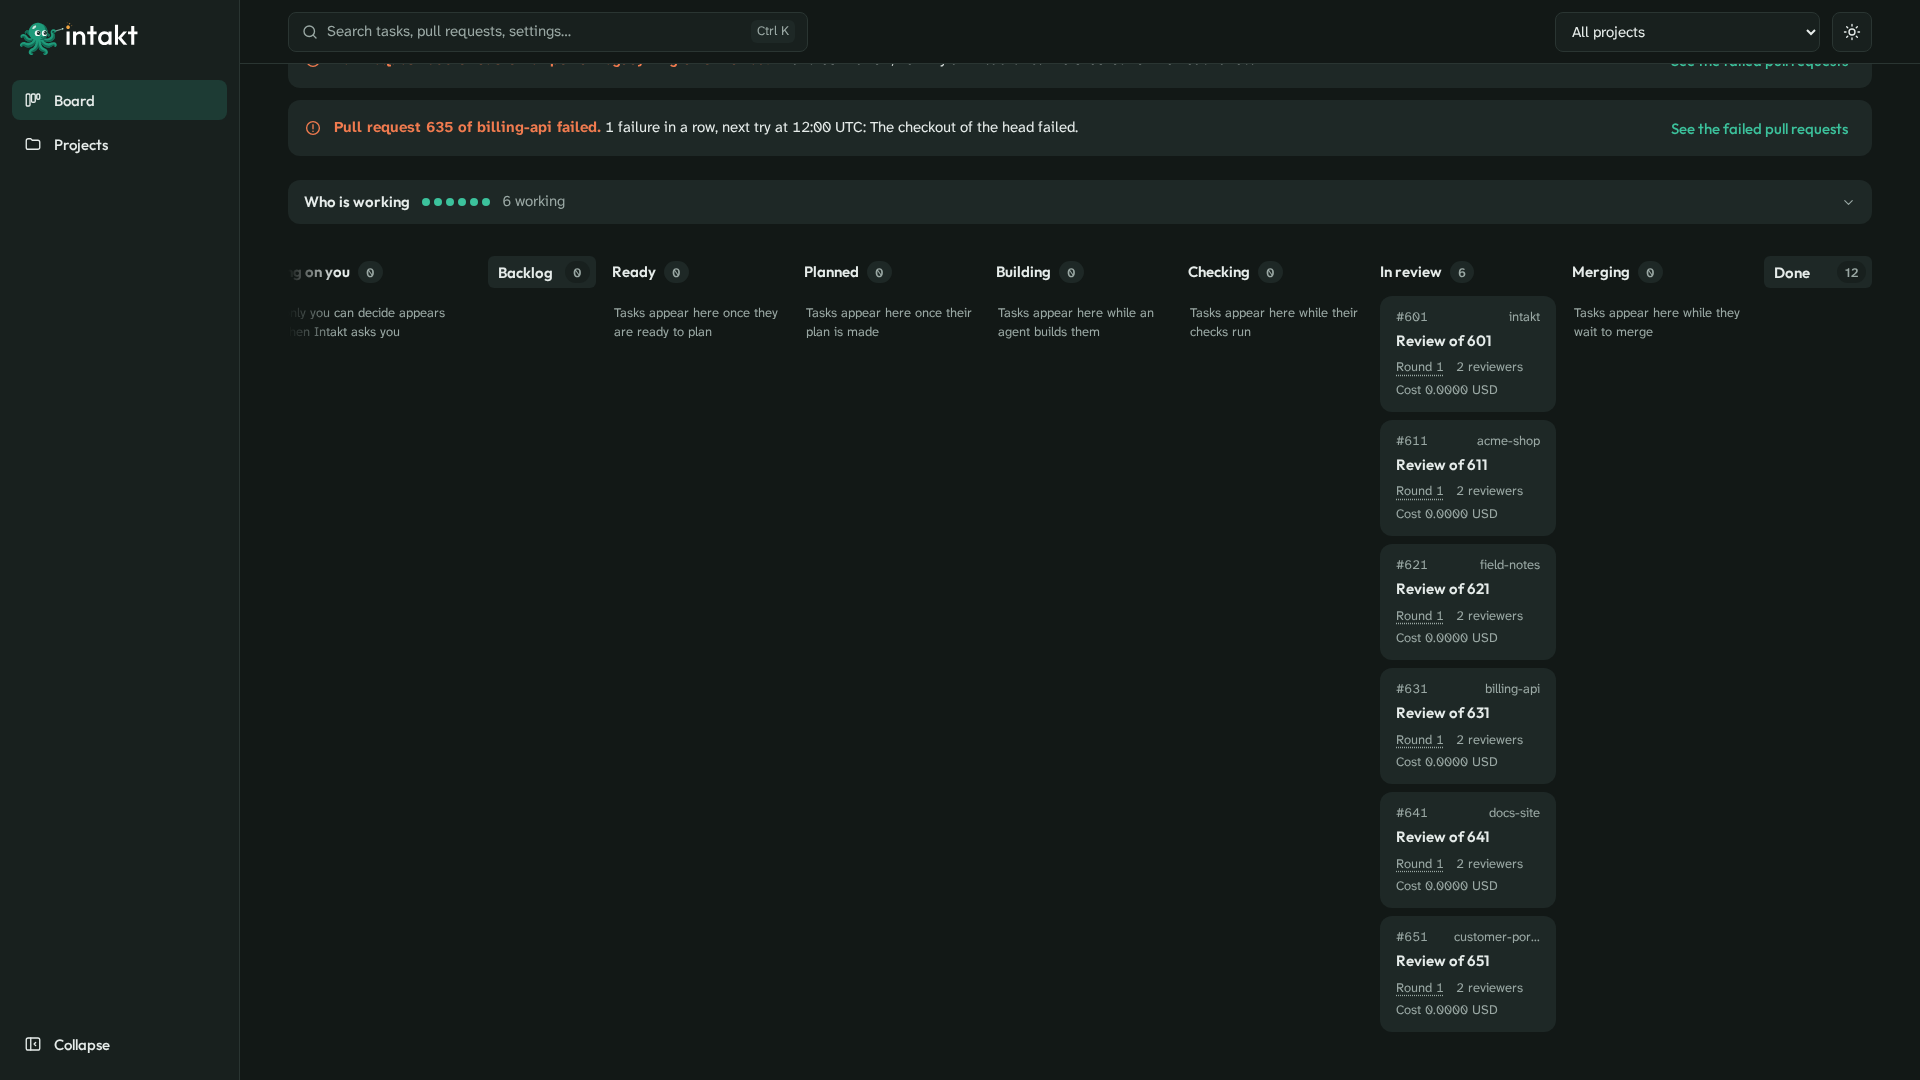 intakt
Search tasks, pull requests, settings...
Ctrl K
All projects
Board
Projects
See the failed pull requests
Pull request 635 of billing-api failed. 1 failure in a row, next try at 12:00 UTC: The checkout of the head failed.
See the failed pull requests
Who is working
6 working
on you 0
Backlog 0
Ready 0
Planned 0
Building 0
Checking 0
In review 6
Merging 0
Done 12
you can decide appears
Intakt asks you
Tasks appear here once they
are ready to plan
Tasks appear here once their
plan is made
Tasks appear here while an
agent builds them
Tasks appear here while their
checks run
Tasks appear here while they
wait to merge
#601 intakt
Review of 601
Round 1 2 reviewers
Cost 0.0000 USD
#611 acme-shop
Review of 611
Round 1 2 reviewers
Cost 0.0000 USD
#621 field-notes
Review of 621
Round 1 2 reviewers
Cost 0.0000 USD
#631 billing-api
Review of 631
Round 1 2 reviewers
Cost 0.0000 USD
#641 docs-site
Review of 641
Round 1 2 reviewers
Cost 0.0000 USD
#651 customer-por...
Review of 651
Round 1 2 reviewers
Cost 0.0000 USD
Collapse